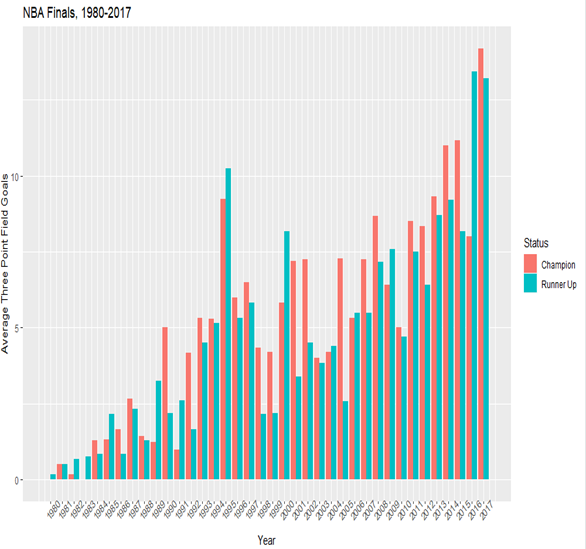 NBA Finals, 1980-2017
Average Three Point Field Goals
10
5
0
1980 1981 1982 1983 1984 1985 1986 1987 1988 1989 1990 1991 1992 1993 1994 1995 1996 1997 1998 1999 2000 2001 2002 2003 2004 2005 2006 2007 2008 2009 2010 2011 2012 2013 2014 2015 2016 2017
Year
Status
Champion
Runner Up